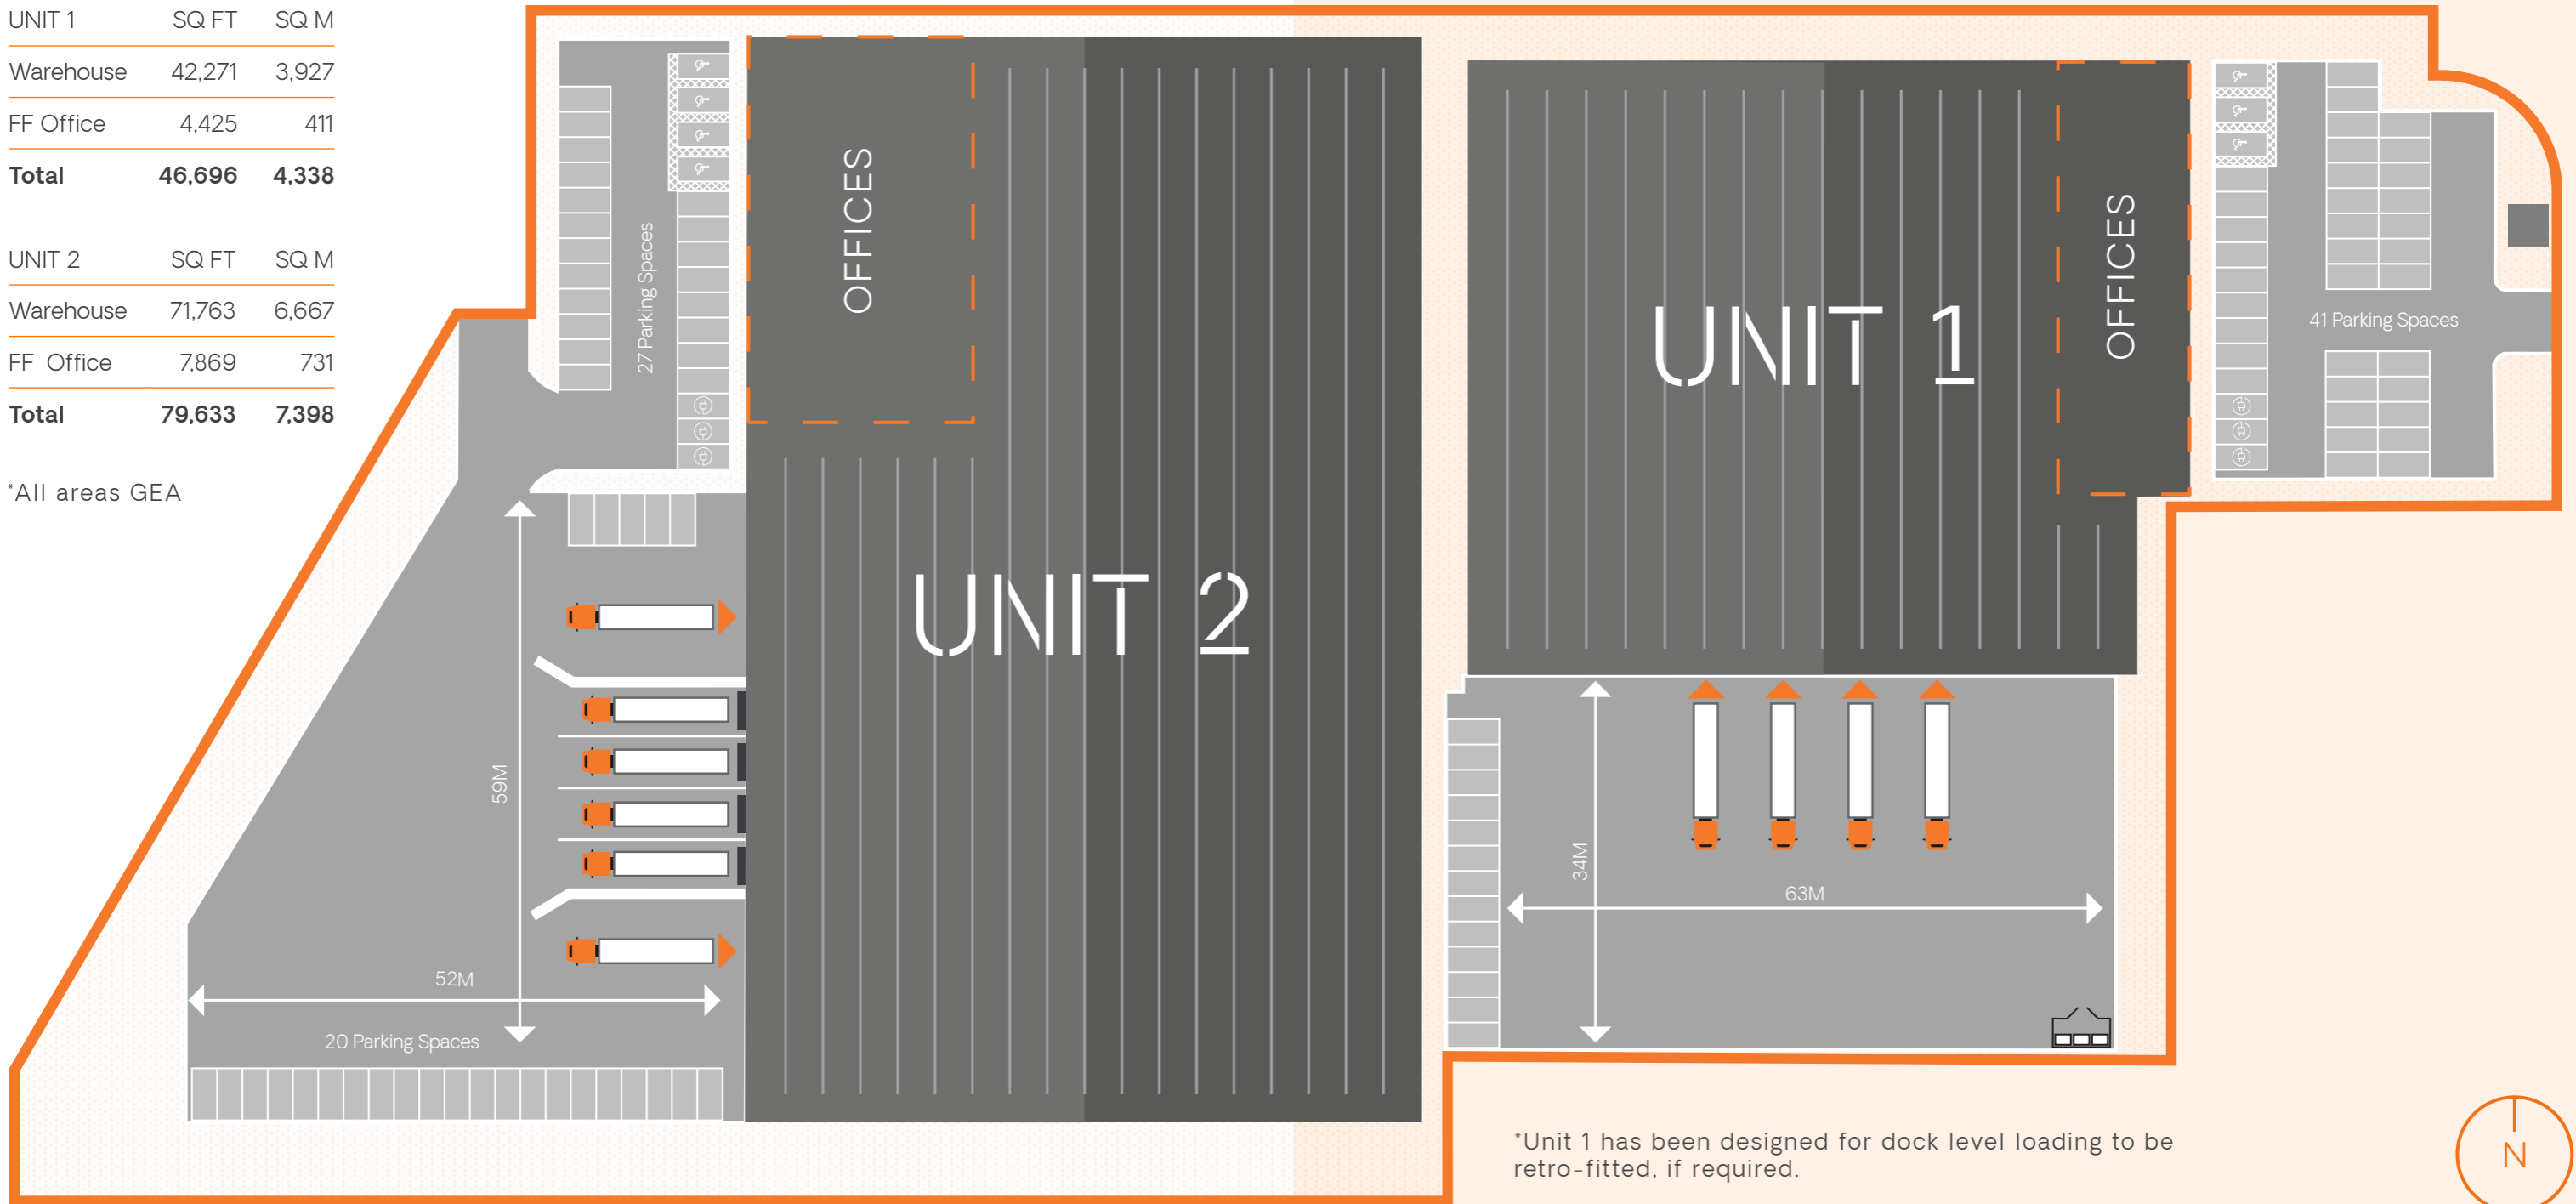 UNIT 1 SQ FT SQ M
Warehouse 42,271 3,927
FF Office 4,425 411
Total 46,696 4,338
UNIT 2 SQ FT SQ M
Warehouse 71,763 6,667
FF Office 7,869 731
Total 79,633 7,398
*All areas GEA
27 Parking Spaces
OFFICES
UNIT 2
59M
52M
20 Parking Spaces
UNIT 1
OFFICES
41 Parking Spaces
34M
63M
*Unit 1 has been designed for dock level loading to be
retro-fitted, if required.
N